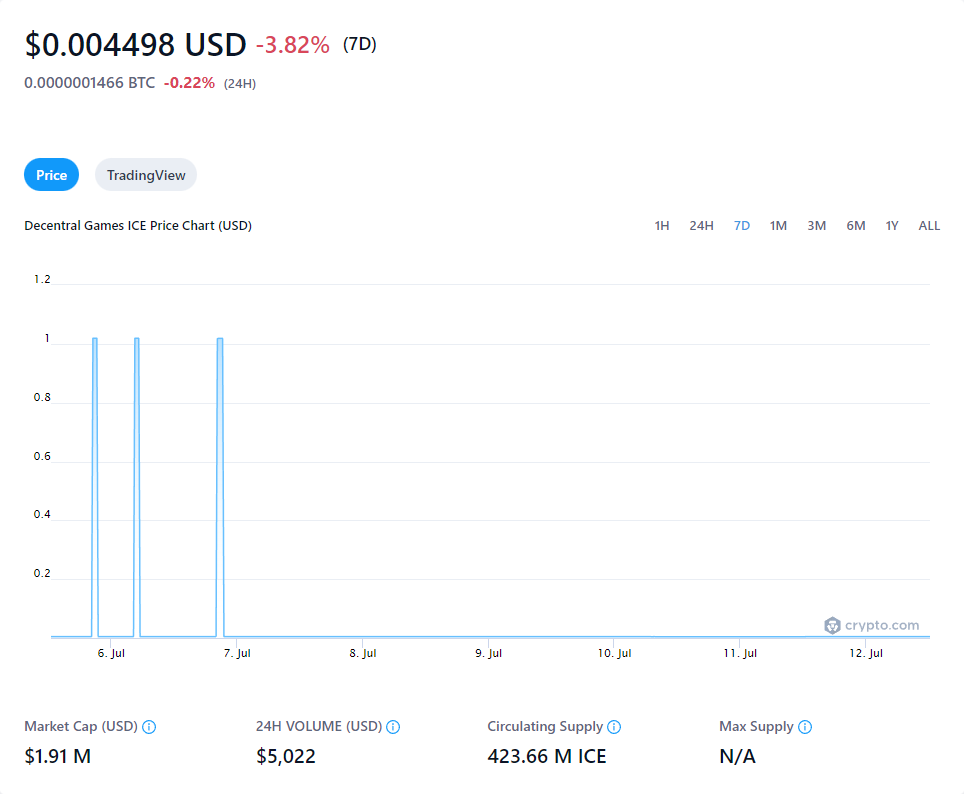 $0.004498 USD -3.82% (7D)
0.0000001466 BTC -0.22% (24H)
Price TradingView
Decentral Games ICE Price Chart (USD) 1H 24H 7D 1M 3M 6M 1Y ALL
1.2
1
0.8
0.6
0.4
0.2
crypto.com
6. Jul 7. Jul 8. Jul 9. Jul 10. Jul 11. Jul 12. Jul
Market Cap (USD) 24H VOLUME (USD) Circulating Supply Max Supply
$1.91 M $5,022 423.66 M ICE N/A